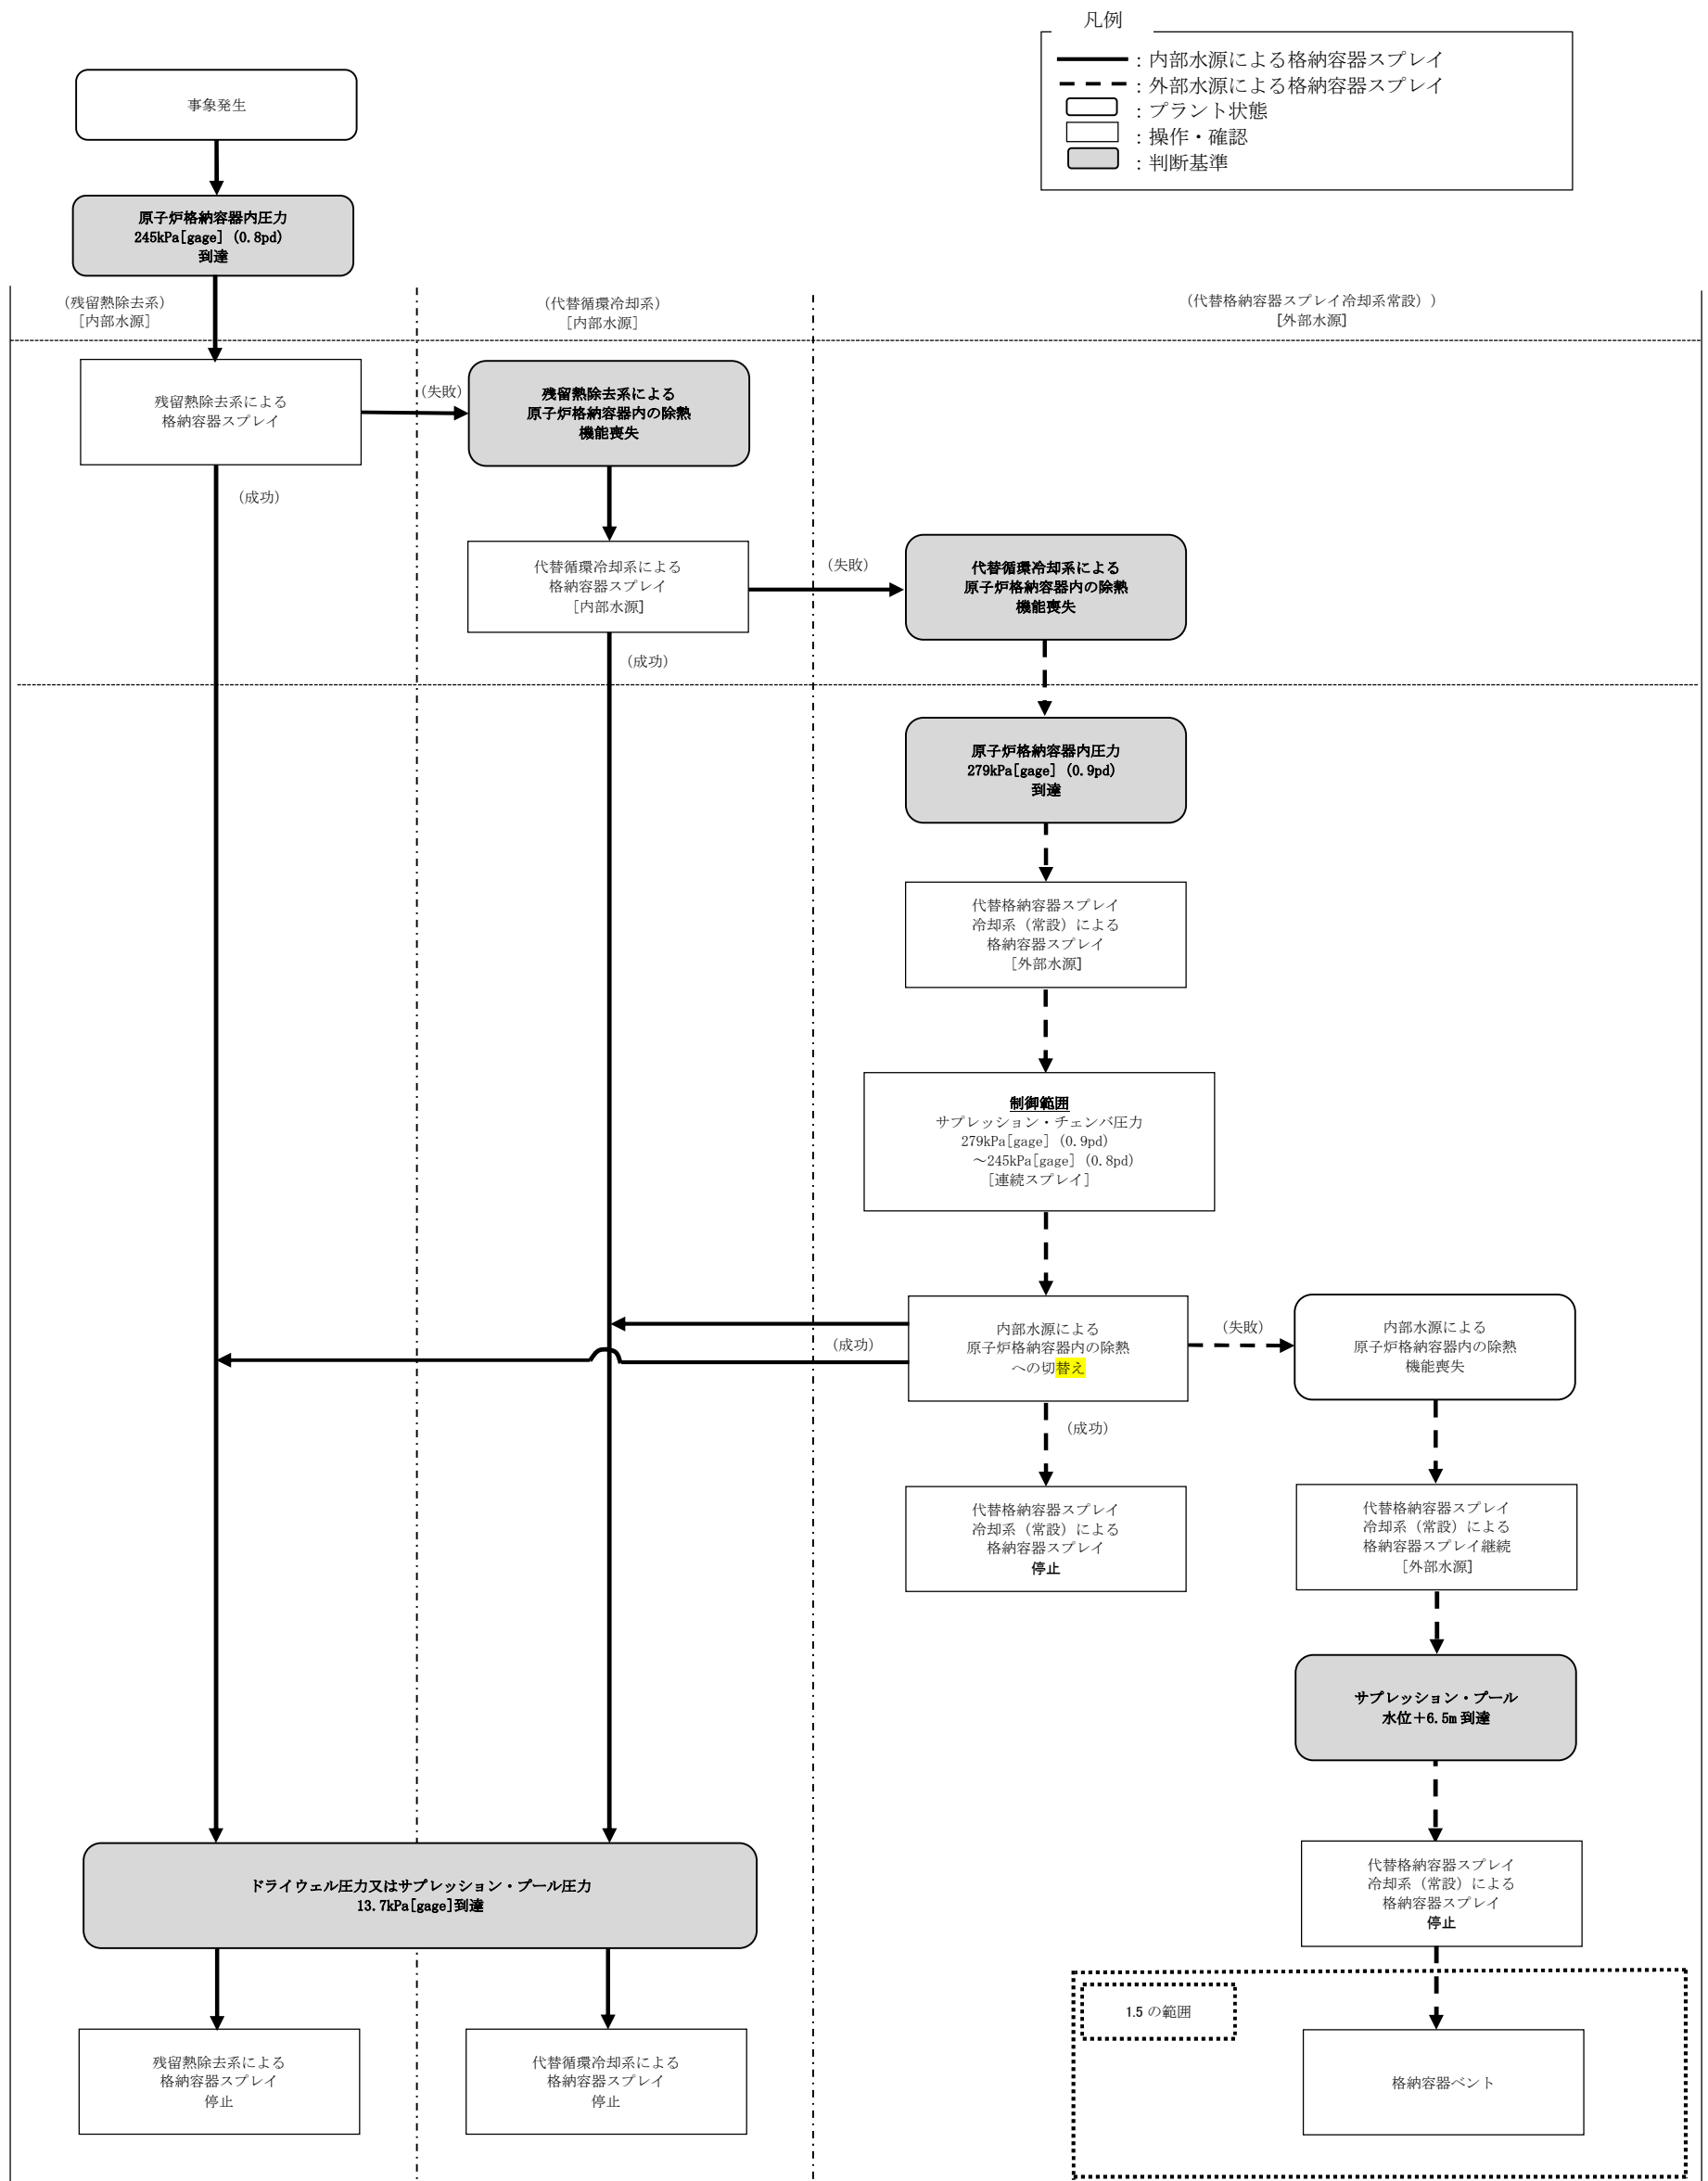 凡例
：内部水源による格納容器スプレイ
：外部水源による格納容器スプレイ
：プラント状態
：操作・確認
：判断基準
事象発生
原子炉格納容器内圧力
245kPa[gage]（0.8pd）
到達
（残留熱除去系）
［内部水源］
（代替循環冷却系）
［内部水源］
（代替格納容器スプレイ冷却系常設））
[外部水源]
残留熱除去系による
格納容器スプレイ
（失敗）
残留熱除去系による
原子炉格納容器内の除熱
機能喪失
（成功）
代替循環冷却系による
格納容器スプレイ
［内部水源］
（失敗）
代替循環冷却系による
原子炉格納容器内の除熱
機能喪失
（成功）
原子炉格納容器内圧力
279kPa[gage]（0.9pd）
到達
代替格納容器スプレイ
冷却系（常設）による
格納容器スプレイ
［外部水源］
制御範囲
サプレッション・チェンバ圧力
279kPa[gage]（0.9pd）
～245kPa[gage]（0.8pd）
［連続スプレイ］
内部水源による
原子炉格納容器内の除熱
への切替え
（成功）
（失敗）
内部水源による
原子炉格納容器内の除熱
機能喪失
（成功）
代替格納容器スプレイ
冷却系（常設）による
格納容器スプレイ
停止
代替格納容器スプレイ
冷却系（常設）による
格納容器スプレイ継続
［外部水源］
サプレッション・プール
水位＋6.5m 到達
代替格納容器スプレイ
冷却系（常設）による
格納容器スプレイ
停止
ドライウェル圧力又はサプレッション・プール圧力
13.7kPa[gage]到達
1.5 の範囲
残留熱除去系による
格納容器スプレイ
停止
代替循環冷却系による
格納容器スプレイ
停止
格納容器ベント